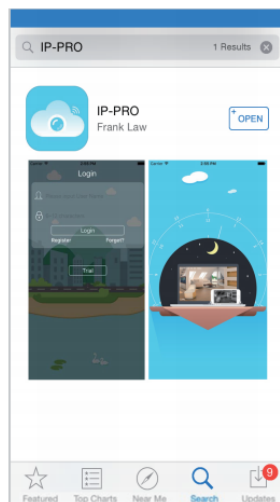 IP-PRO
1 Results
IP-PRO
Frank Law
+ OPEN
Login
Login
Register
Forget?
Trial
Featured
Top Charts
Near Me
Search
Updates
9